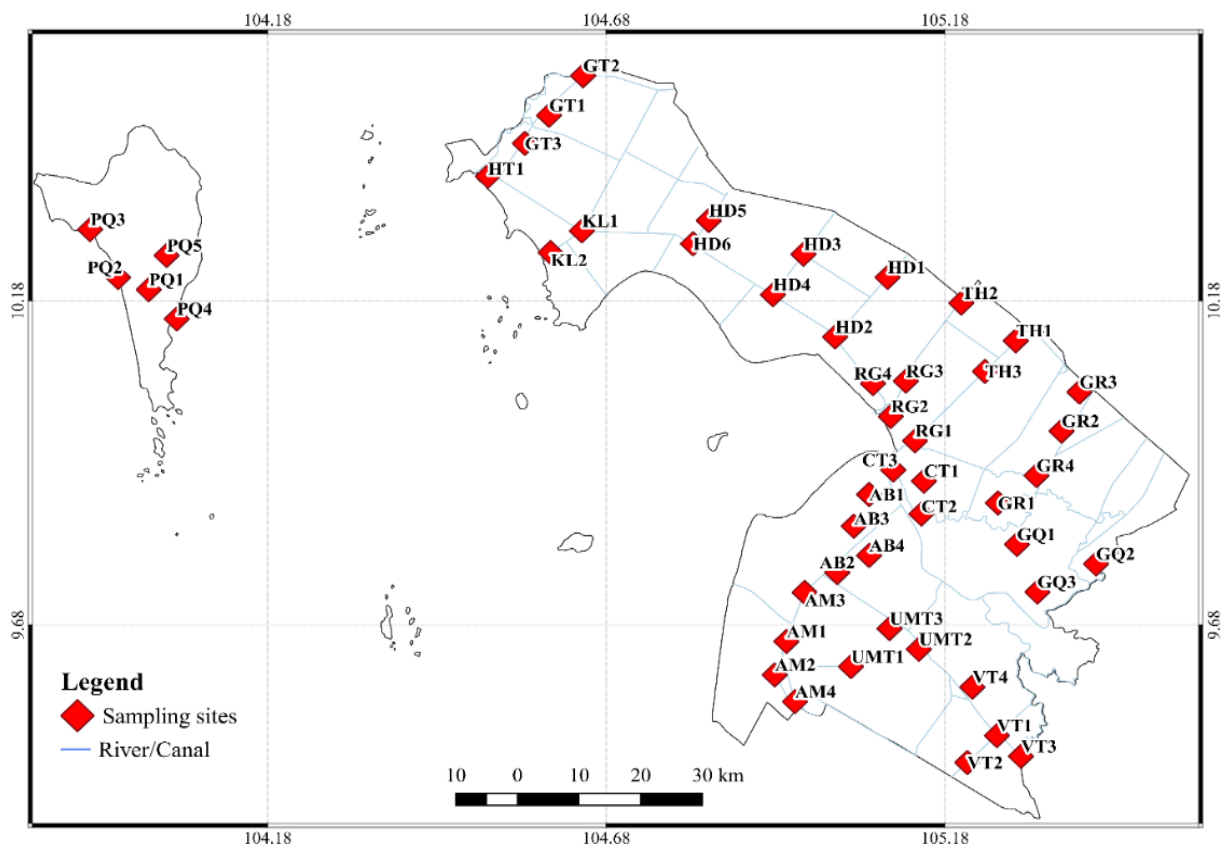 104.18 104.68 105.18
GT2
GT1
GT3
HT1
PQ3
HD5
KL1
HD3
HD6
PQ5
KL2
HD1
PQ2
PQ1
HD4
TH2
10.18 10.18
PQ4
HD2
TH1
RG4
RG3
TH3
GR3
RG2
GR2
RG1
CT3
CT1
GR4
AB1
GR1
CT2
AB3
GQ1
AB4
GQ2
AB2
GQ3
AM3
9.68 9.68
UMT3
AM1
UMT2
UMT1
AM2
VT4
Legend
AM4
Sampling sites
VT1
River/Canal
VT3
VT2
10 0 10 20 30 km
104.18 104.68 105.18